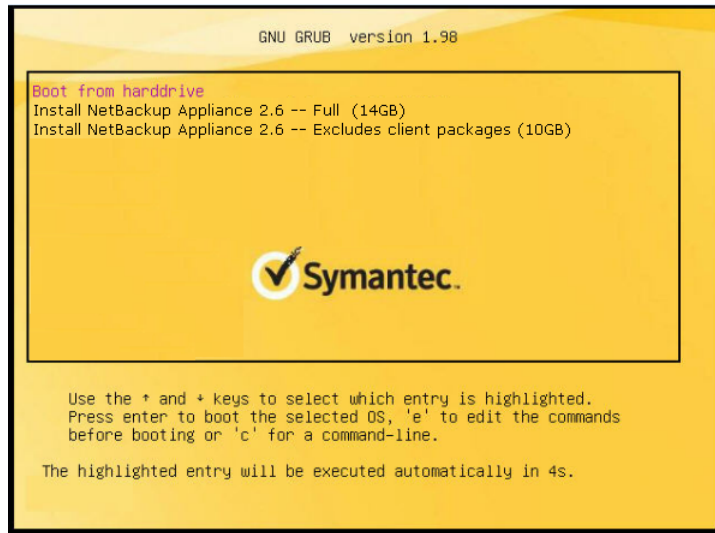 GNU GRUB version 1.98
Boot from harddrive
Install NetBackup Appliance 2.6 -- Full (14GB)
Install NetBackup Appliance 2.6 -- Excludes client packages (10GB)
Symantec.
Use the ↑ and ↓ keys to select which entry is highlighted.
Press enter to boot the selected OS, 'e' to edit the commands
before booting or 'c' for a command-line.
The highlighted entry will be executed automatically in 4s.